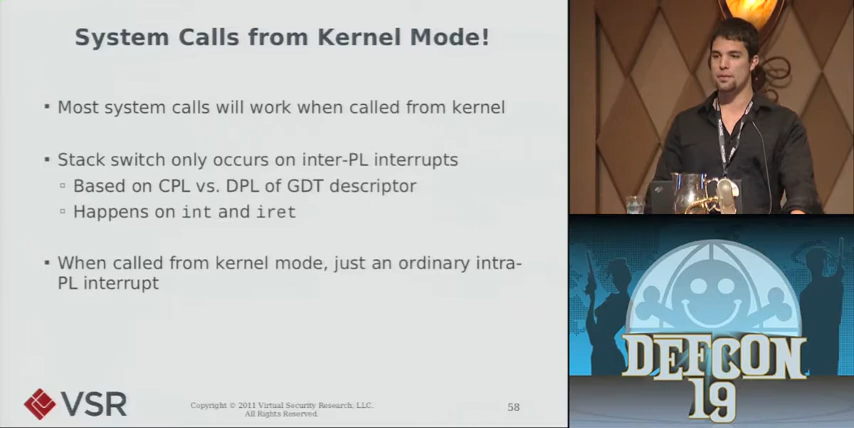 System Calls from Kernel Mode!
▪ Most system calls will work when called from kernel
▪ Stack switch only occurs on inter-PL interrupts
▫ Based on CPL vs. DPL of GDT descriptor
▫ Happens on int and iret
▪ When called from kernel mode, just an ordinary intra-
PL interrupt
VSR
Copyright © 2011 Virtual Security Research, LLC.
All Rights Reserved.
58
DEFCON
19